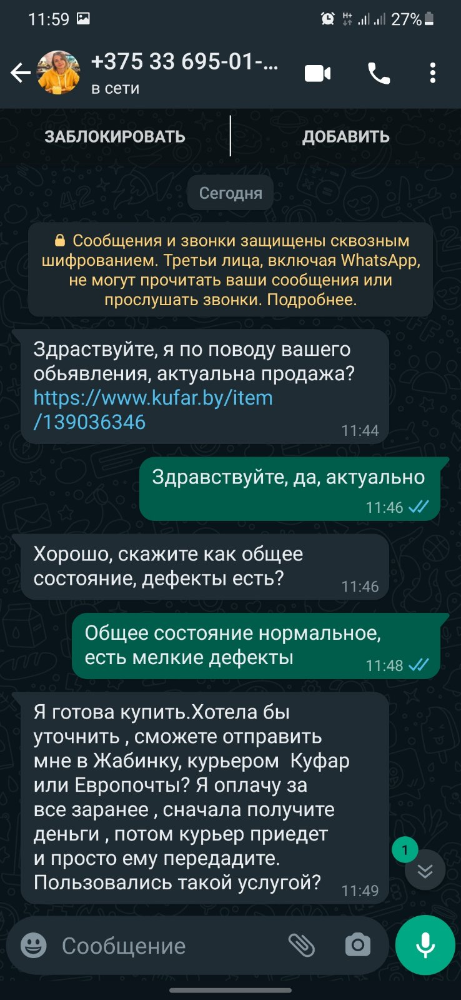 11:59
H+
27%
+375 33 695-01-...
в сети
ЗАБЛОКИРОВАТЬ
ДОБАВИТЬ
Сегодня
Сообщения и звонки защищены сквозным
шифрованием. Третьи лица, включая WhatsApp,
не могут прочитать ваши сообщения или
прослушать звонки. Подробнее.
Здраствуйте, я по поводу вашего
обьявления, актуальна продажа?
https://www.kufar.by/item
/139036346
11:44
Здравствуйте, да, актуально
11:46
Хорошо, скажите как общее
состояние, дефекты есть?
11:46
Общее состояние нормальное,
есть мелкие дефекты
11:48
Я готова купить.Хотела бы
уточнить , сможете отправить
мне в Жабинку, курьером  Куфар
или Европочты? Я оплачу за
все заранее , сначала получите
деньги , потом курьер приедет
и просто ему передадите.
Пользовались такой услугой?
11:49
1
Сообщение